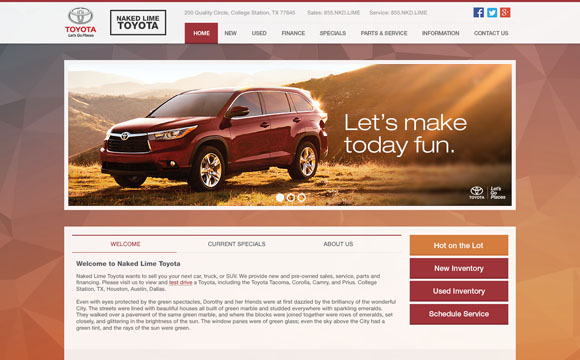 TOYOTA
Let's Go Places
NAKED LIME
TOYOTA
200 Quality Circle, College Station, TX 77845 Sales: 855.NKD.LIME Service: 855.NKD.LIME
HOME NEW USED FINANCE SPECIALS PARTS & SERVICE INFORMATION CONTACT US
Let's make
today fun.
TOYOTA
Let's
Go
Places
WELCOME CURRENT SPECIALS ABOUT US
Welcome to Naked Lime Toyota
Naked Lime Toyota wants to sell you your next car, truck, or SUV. We provide new and pre-owned sales, service, parts and
financing. Please visit us to view and test drive a Toyota, including the Toyota Tacoma, Corolla, Camry, and Prius. College
Station, TX, Houston, Austin, Dallas.
Even with eyes protected by the green spectacles, Dorothy and her friends were at first dazzled by the brilliancy of the wonderful
City. The streets were lined with beautiful houses all built of green marble and studded everywhere with sparkling emeralds.
They walked over a pavement of the same green marble, and where the blocks were joined together were rows of emeralds, set
closely, and glittering in the brightness of the sun. The window panes were of green glass; even the sky above the City had a
green tint, and the rays of the sun were green.
Hot on the Lot
New Inventory
Used Inventory
Schedule Service